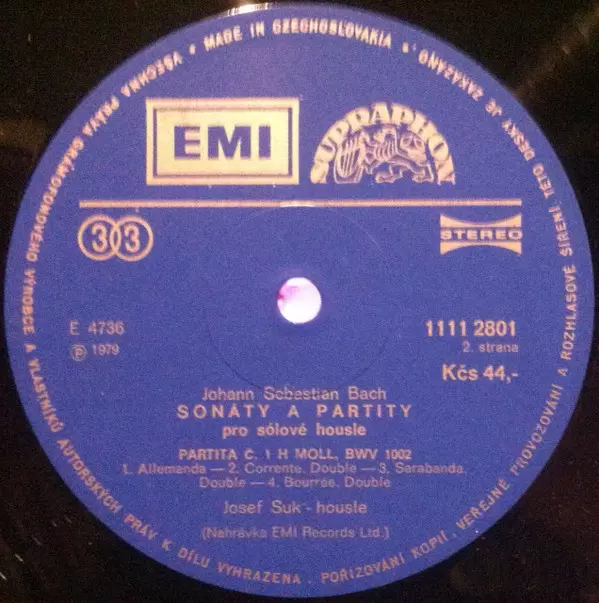 VŠECHNA PRÁVA GRAMOFONOVÉHO VÝROBCE A VLASTNÍKŮ AUTORSKÝCH PRÁV K DÍLU VYHRAZENA . POŘIZOVÁNÍ KOPIÍ, VEŘEJNÉ PROVOZOVÁNÍ A ROZHLASOVÉ ŠÍŘENÍ TÉTO DESKY JE ZAKÁZÁNO . MADE IN CZECHOSLOVAKIA
EMI
SUPRAPHON
33
STEREO
E 4736
℗ 1979
1111 2801
2. strana
Kčs 44,-
Johann Sebastian Bach
SONÁTY A PARTITY
pro sólové housle
PARTITA Č. 1 H MOLL, BWV 1002
1. Allemanda — 2. Corrente. Double — 3. Sarabanda.
Double — 4. Bourrée. Double
Josef Suk - housle
(Nahrávka EMI Records Ltd.)